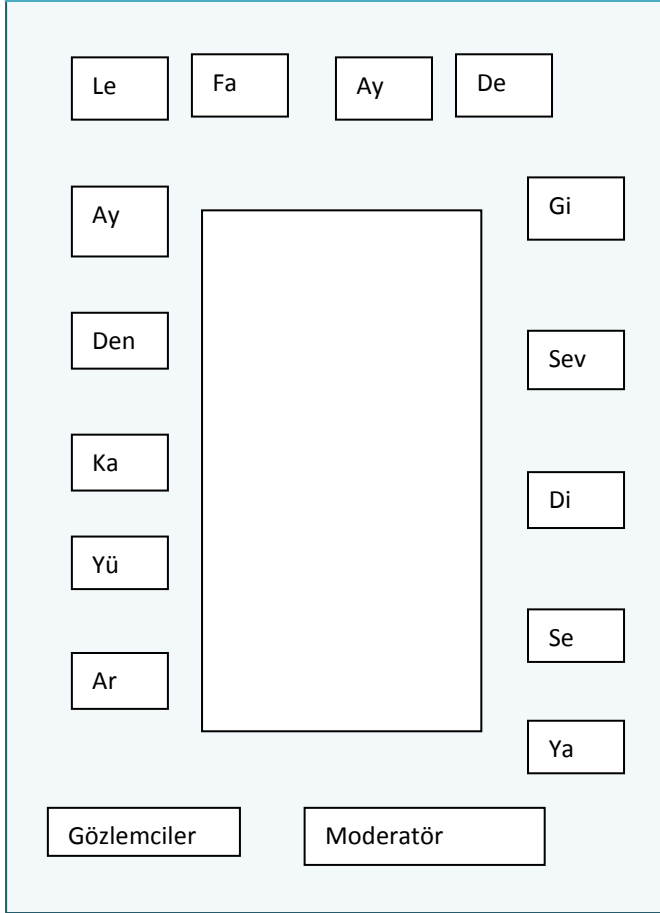 Le
Fa
Ay
De
Ay
Gi
Den
Sev
Ka
Di
Yü
Se
Ar
Ya
Gözlemciler
Moderatör